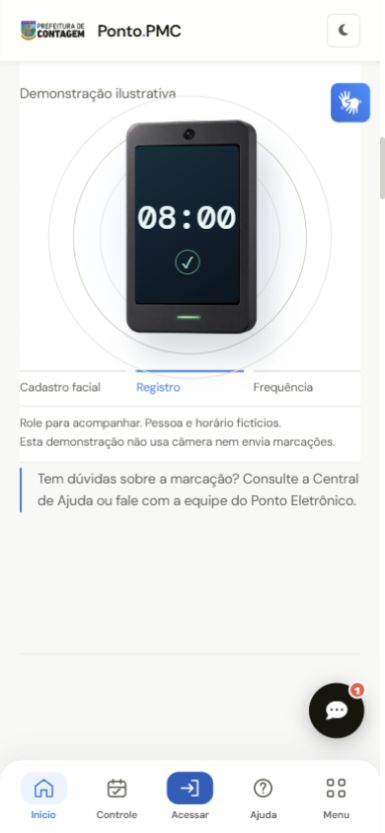 PREFEITURA DE
CONTAGEM
Ponto.PMC
Demonstração ilustrativa
08:00
Cadastro facial
Registro
Frequência
Role para acompanhar. Pessoa e horário fictícios.
Esta demonstração não usa câmera nem envia marcações.
Tem dúvidas sobre a marcação? Consulte a Central
de Ajuda ou fale com a equipe do Ponto Eletrônico.
1
Início
Controle
Acessar
Ajuda
Menu